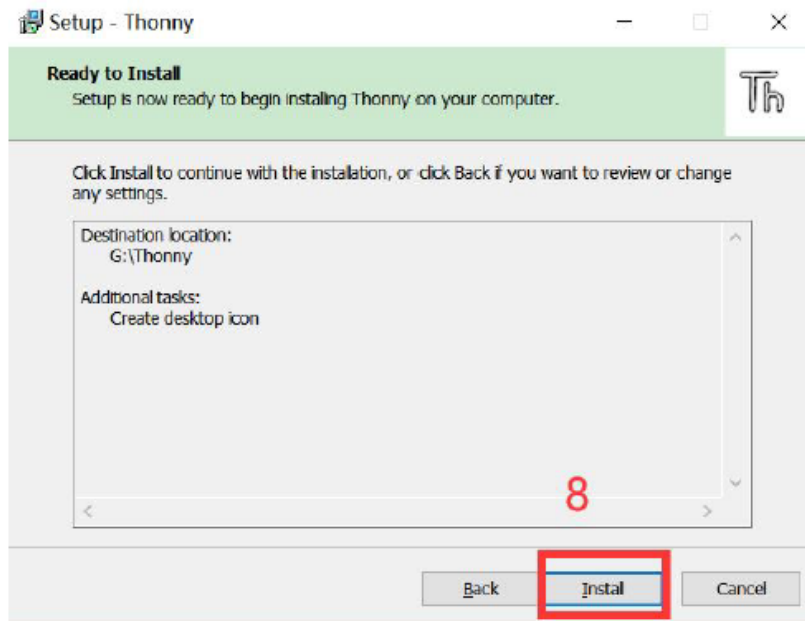 Setup - Thonny
Ready to Install
Setup is now ready to begin installing Thonny on your computer.
Th
Click Install to continue with the installation, or click Back if you want to review or change
any settings.
Destination location:
G:\Thonny
Additional tasks:
Create desktop icon
8
Back
Install
Cancel